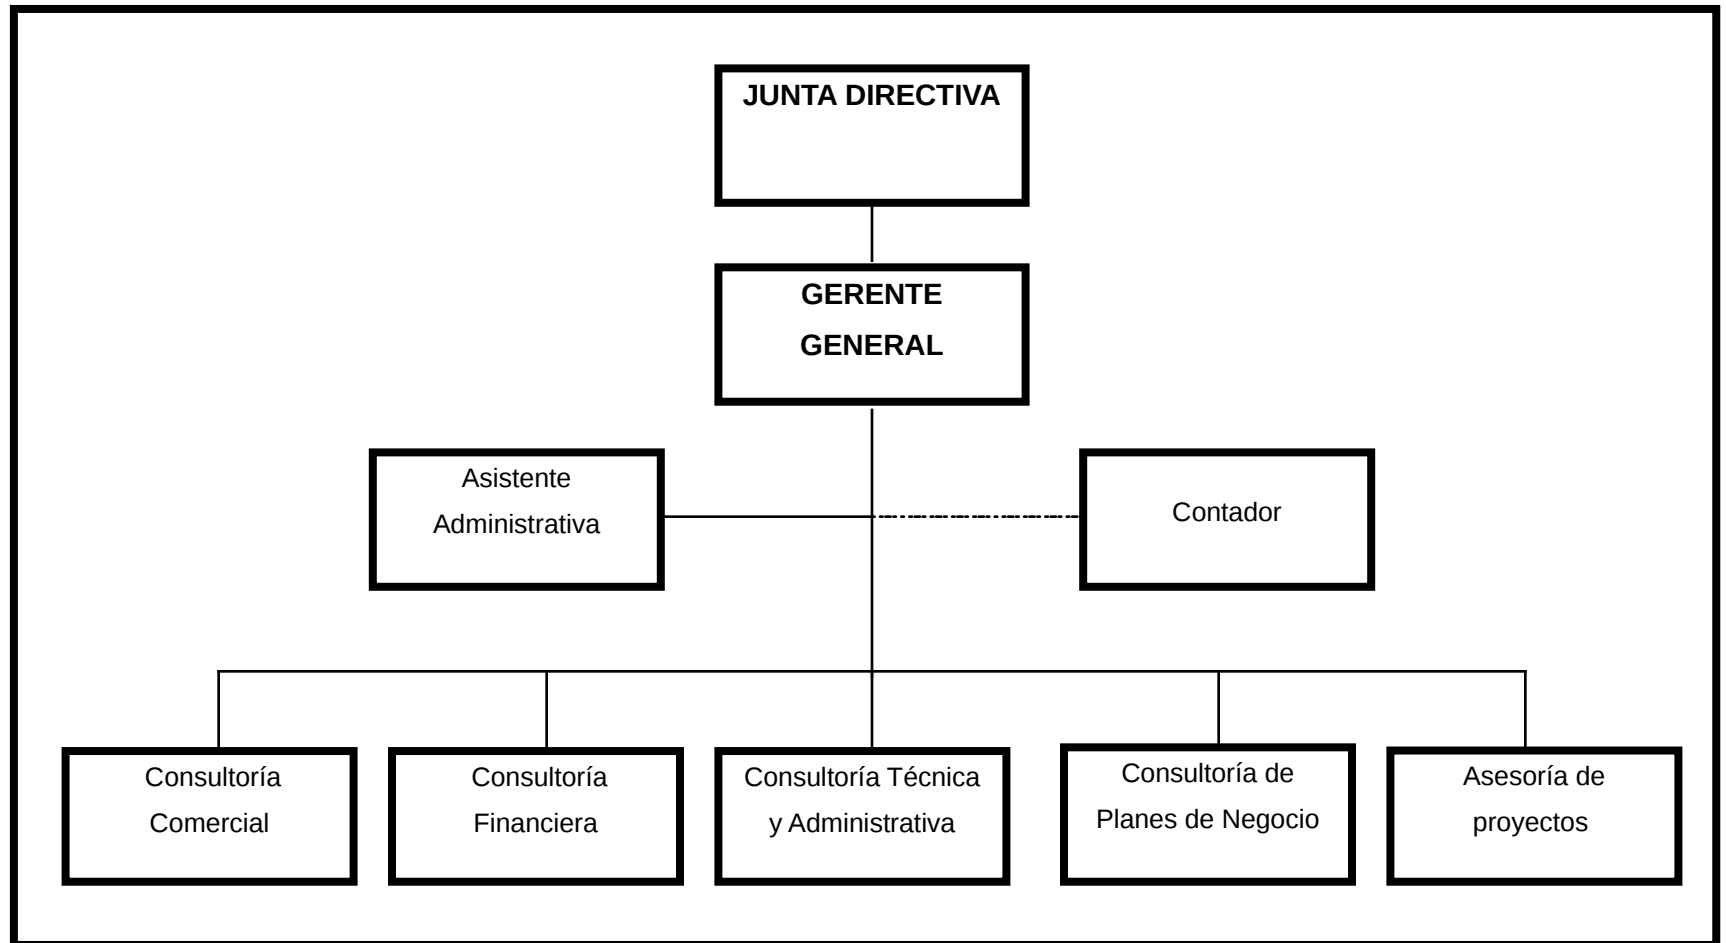 JUNTA DIRECTIVA
GERENTE
GENERAL
Asistente
Administrativa
Contador
Consultoría
Comercial
Consultoría
Financiera
Consultoría Técnica
y Administrativa
Consultoría de
Planes de Negocio
Asesoría de
proyectos